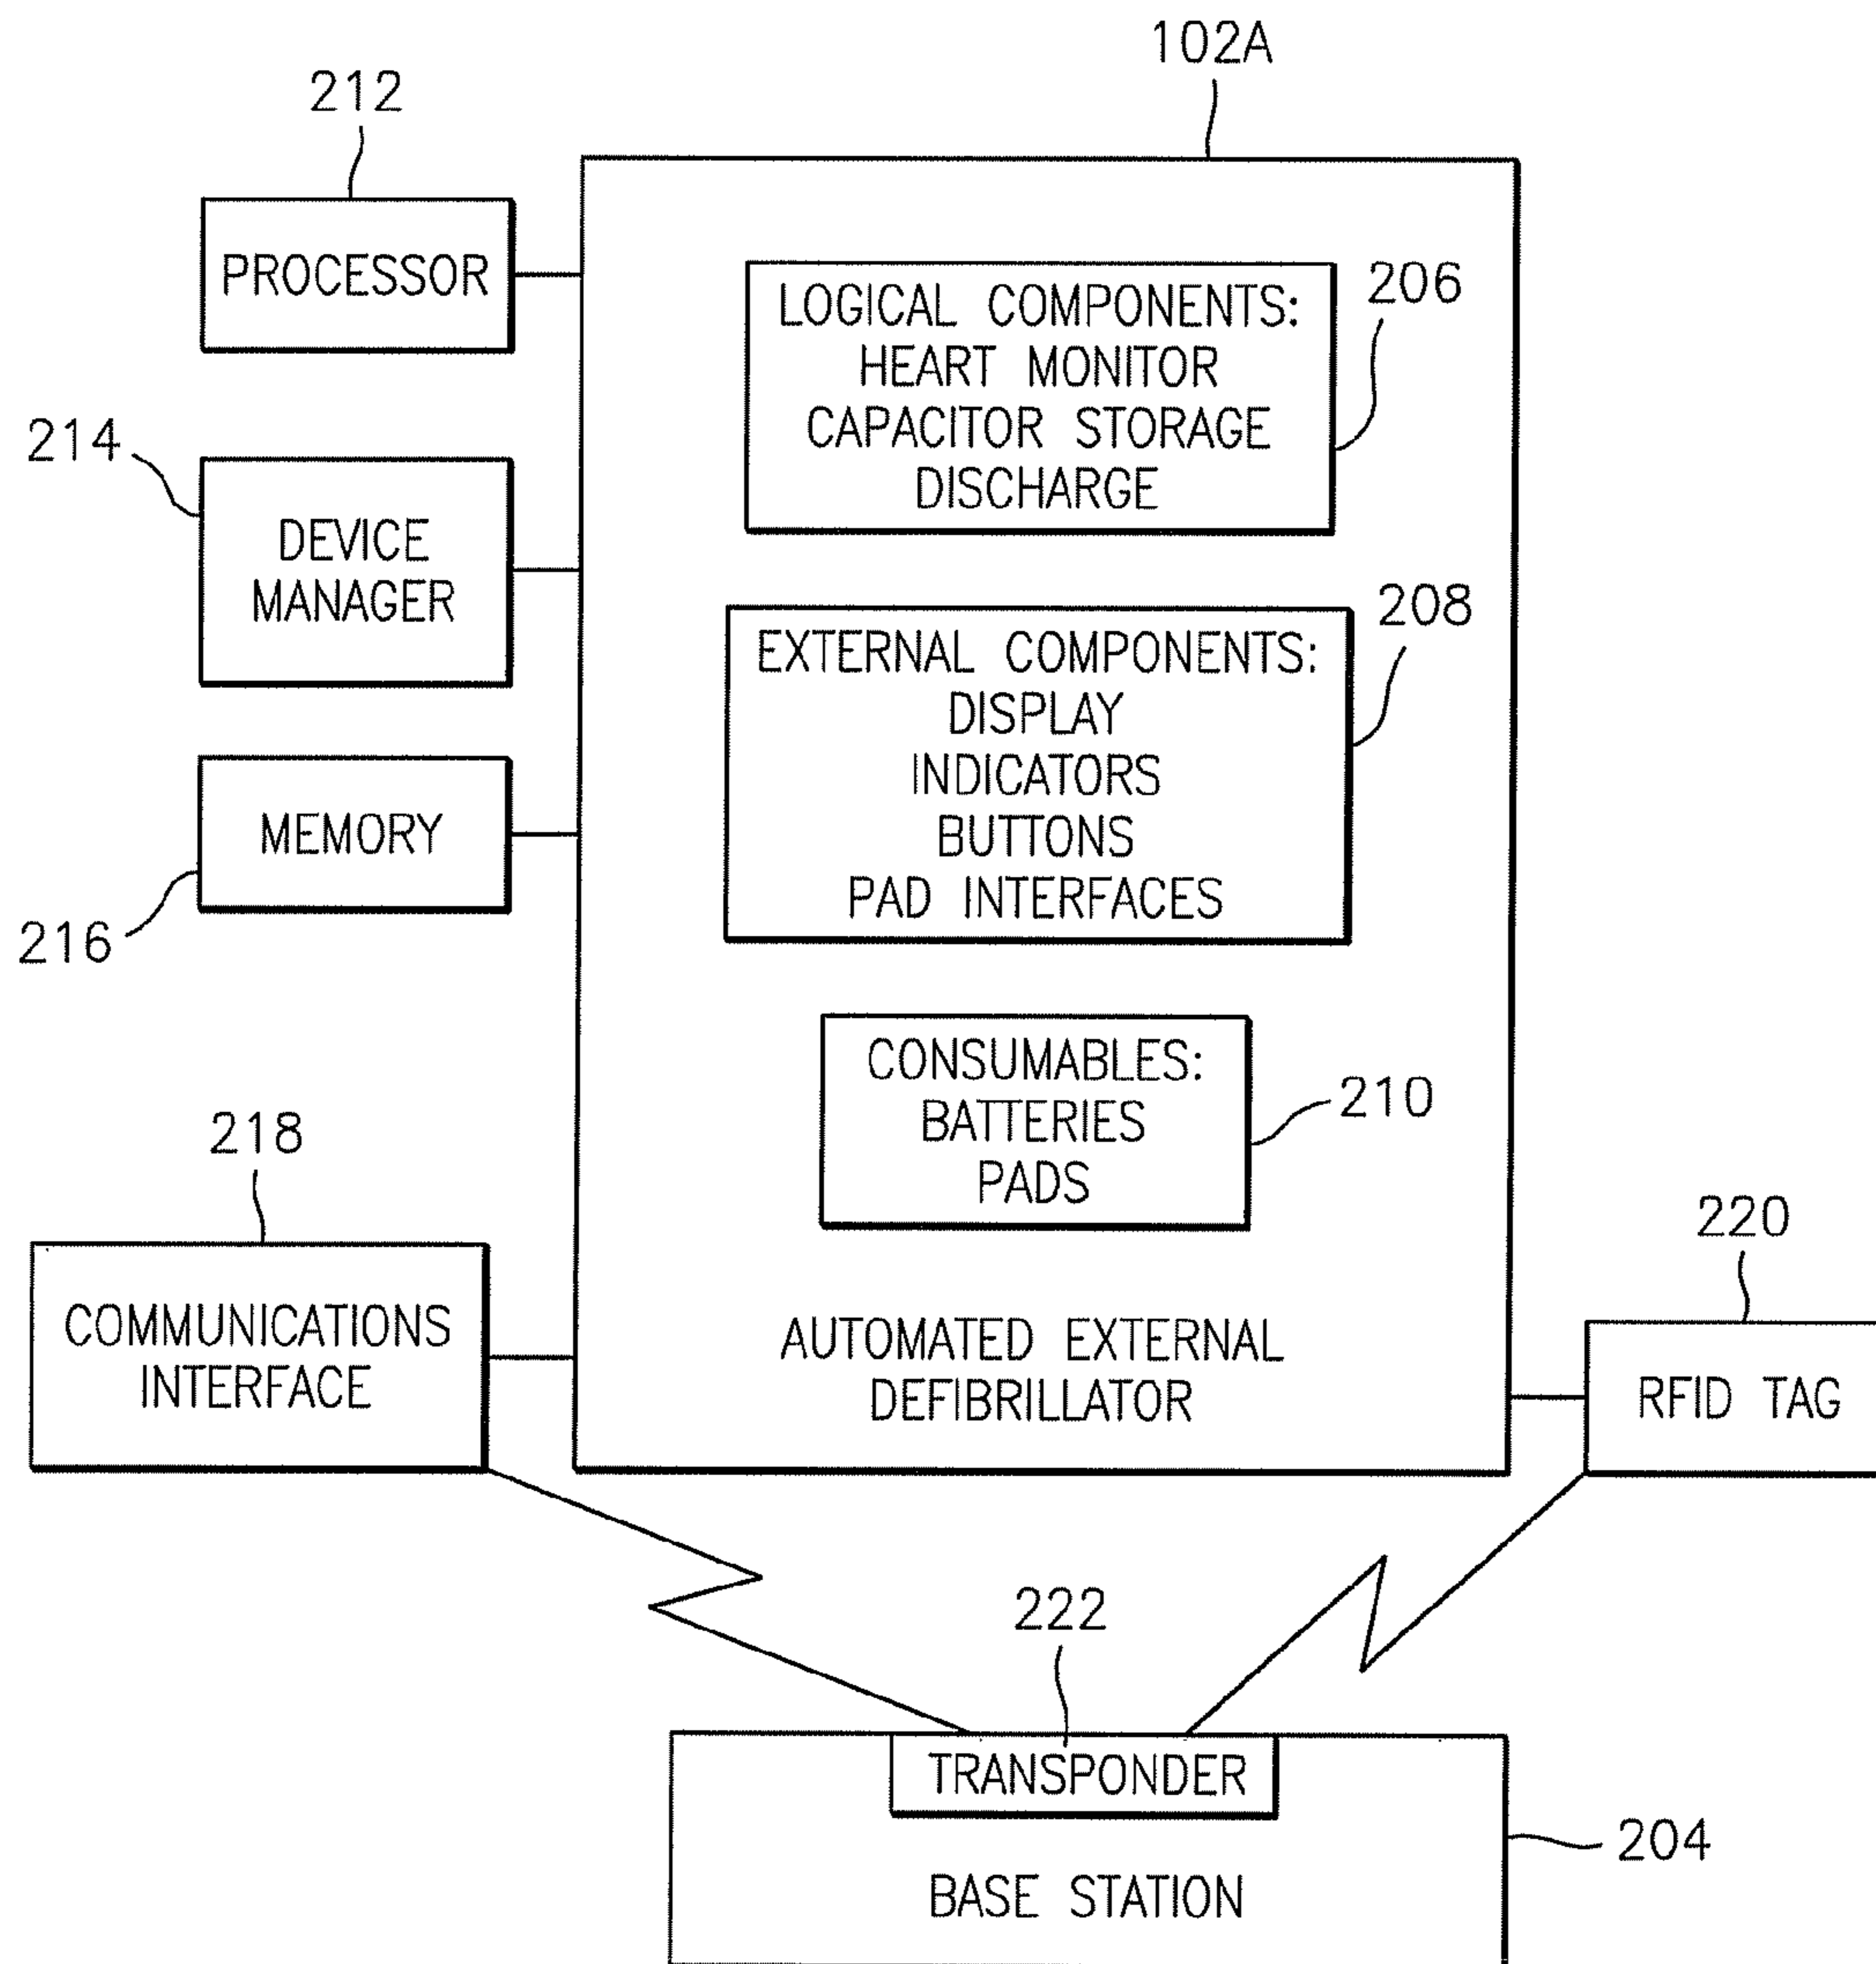 102A
212
PROCESSOR
LOGICAL COMPONENTS:
HEART MONITOR
CAPACITOR STORAGE
DISCHARGE
206
214
DEVICE
MANAGER
EXTERNAL COMPONENTS:
DISPLAY
INDICATORS
BUTTONS
PAD INTERFACES
208
MEMORY
216
CONSUMABLES:
BATTERIES
PADS
210
218
COMMUNICATIONS
INTERFACE
AUTOMATED EXTERNAL
DEFIBRILLATOR
220
RFID TAG
222
TRANSPONDER
204
BASE STATION